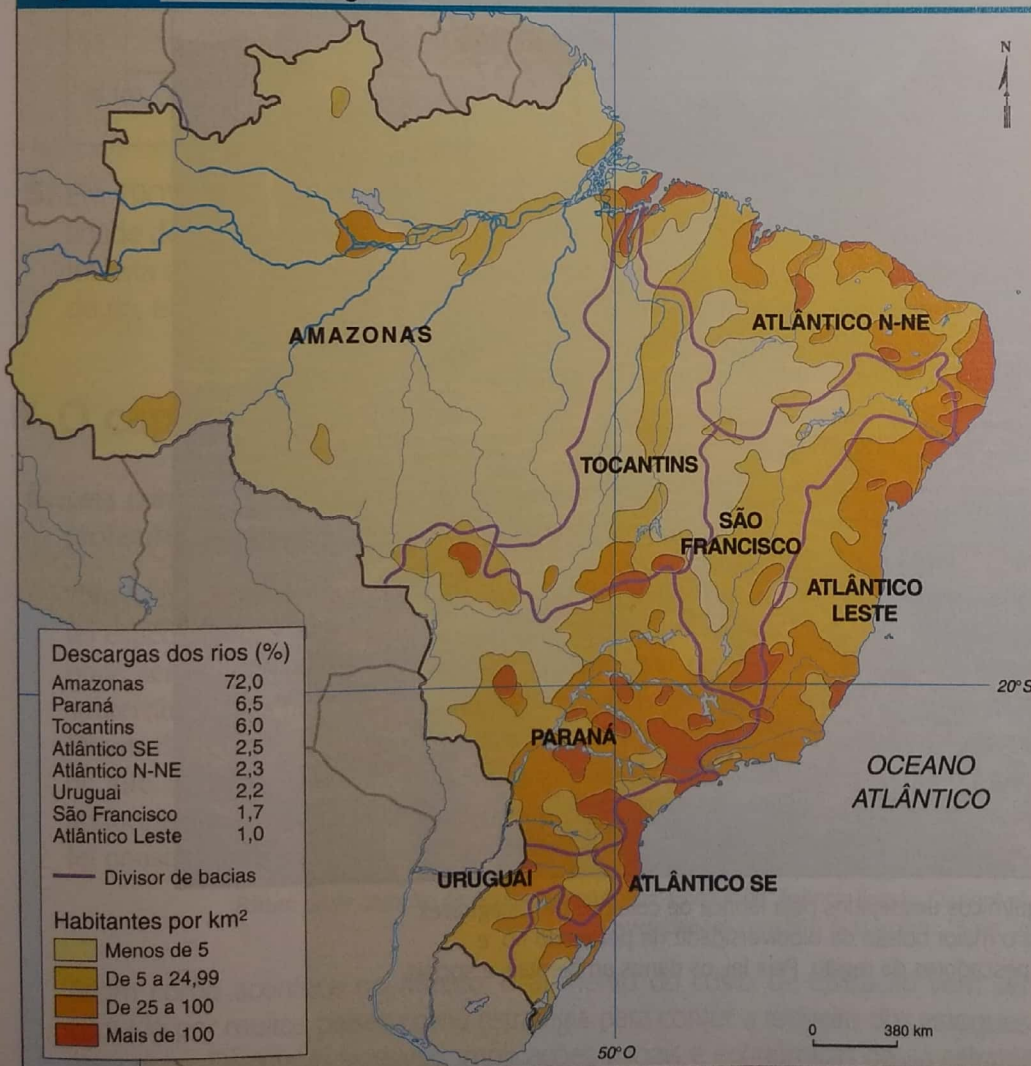 N
AMAZONAS
ATLÂNTICO N-NE
TOCANTINS
SÃO
FRANCISCO
ATLÂNTICO
LESTE
20°S
PARANÁ
OCEANO
ATLÂNTICO
URUGUAI
ATLÂNTICO SE
Descargas dos rios (%)
Amazonas 72,0
Paraná 6,5
Tocantins 6,0
Atlântico SE 2,5
Atlântico N-NE 2,3
Uruguai 2,2
São Francisco 1,7
Atlântico Leste 1,0
Divisor de bacias
Habitantes por km²
Menos de 5
De 5 a 24,99
De 25 a 100
Mais de 100
0 380 km
50°O